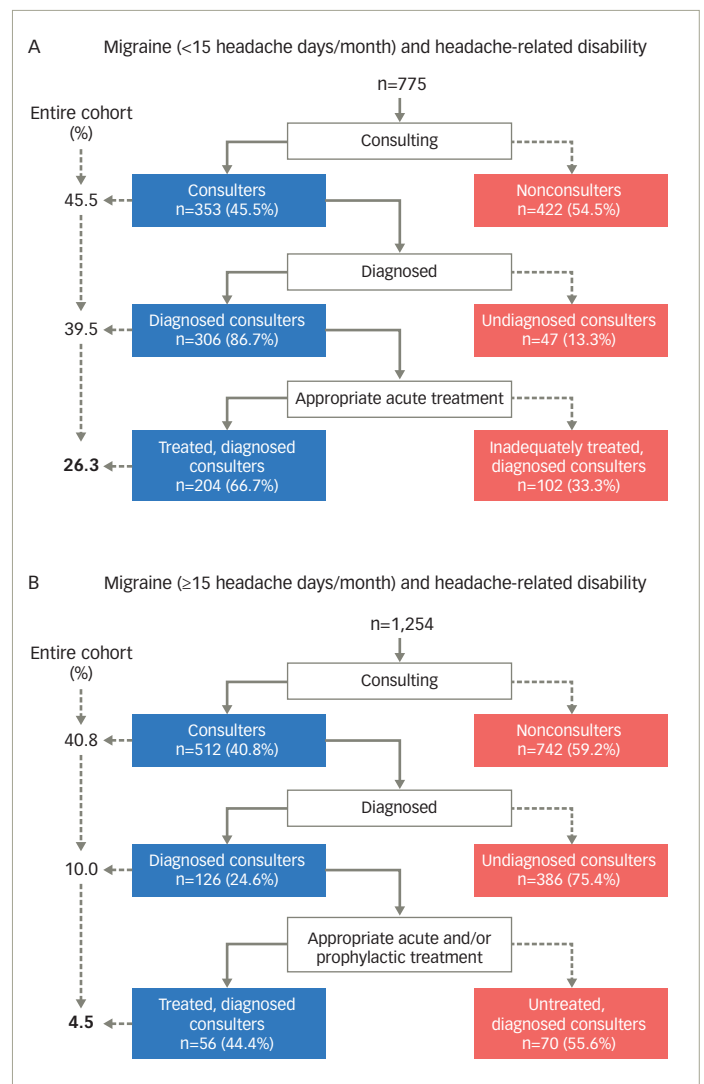 A Migraine (<15 headache days/month) and headache-related disability
n=775
Entire cohort
(%)
Consulting
45.5
Consulters
n=353 (45.5%)
Nonconsulters
n=422 (54.5%)
Diagnosed
39.5
Diagnosed consulters
n=306 (86.7%)
Undiagnosed consulters
n=47 (13.3%)
Appropriate acute treatment
26.3
Treated, diagnosed
consulters
n=204 (66.7%)
Inadequately treated,
diagnosed consulters
n=102 (33.3%)
B Migraine (≥15 headache days/month) and headache-related disability
n=1,254
Entire cohort
(%)
Consulting
40.8
Consulters
n=512 (40.8%)
Nonconsulters
n=742 (59.2%)
Diagnosed
10.0
Diagnosed consulters
n=126 (24.6%)
Undiagnosed consulters
n=386 (75.4%)
Appropriate acute and/or
prophylactic treatment
4.5
Treated, diagnosed
consulters
n=56 (44.4%)
Untreated,
diagnosed consulters
n=70 (55.6%)